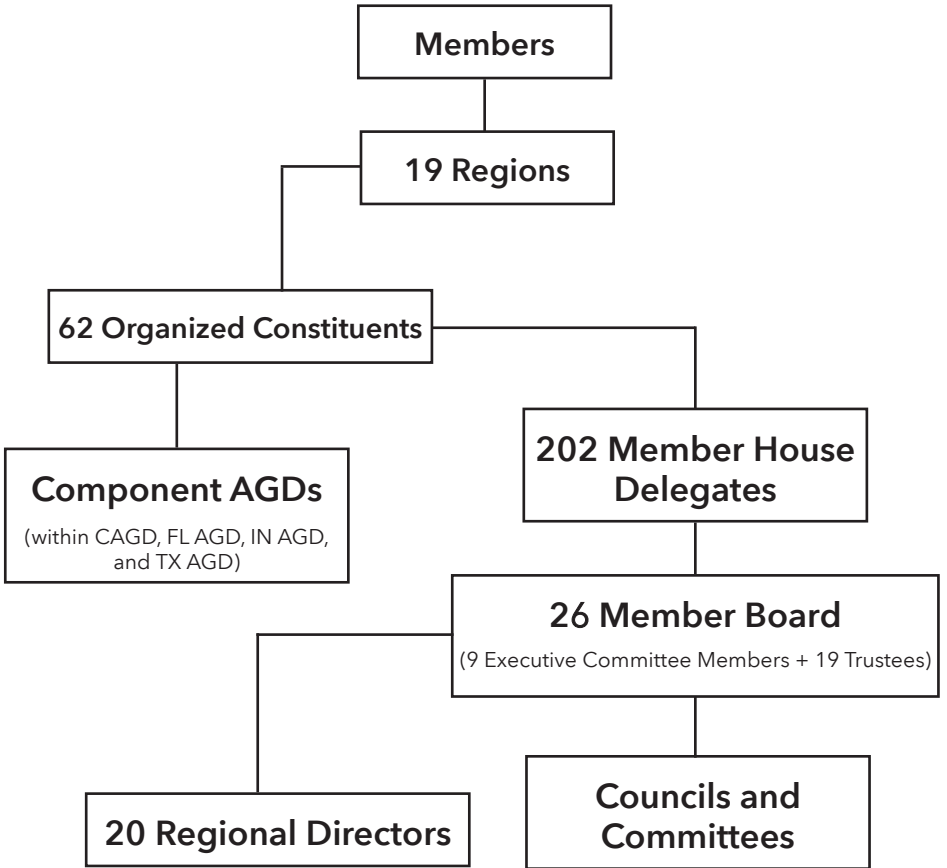 Members
19 Regions
62 Organized Constituents
Component AGDs
(within CAGD, FL AGD, IN AGD,
and TX AGD)
202 Member House
Delegates
26 Member Board
(9 Executive Committee Members + 19 Trustees)
20 Regional Directors
Councils and
Committees